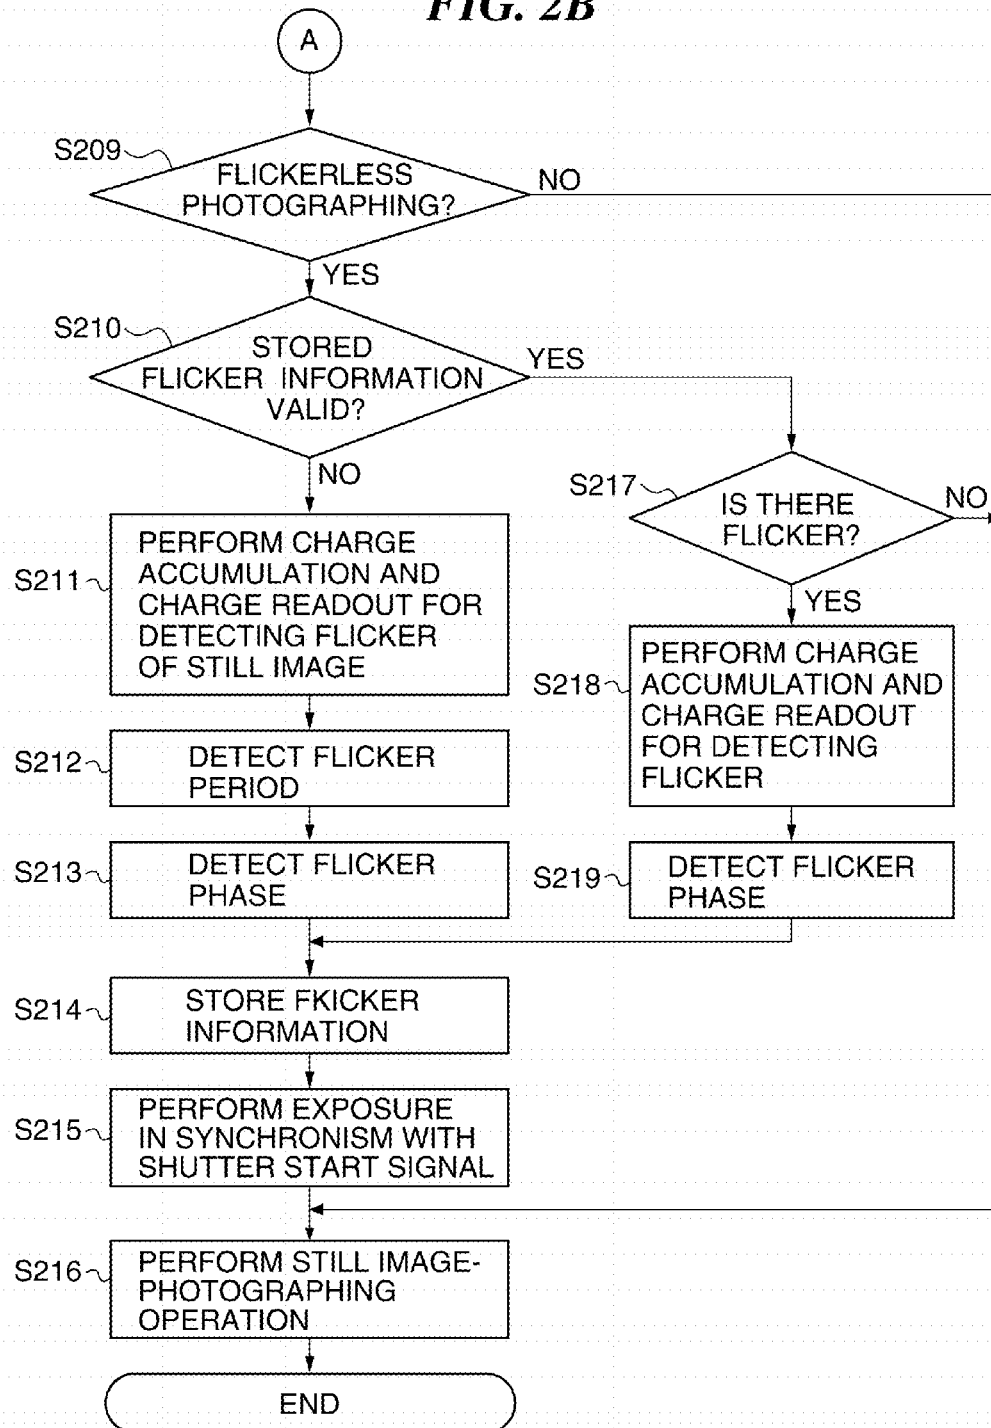 FIG. 2B
A
S209
FLICKERLESS
PHOTOGRAPHING?
NO
YES
S210
STORED
FLICKER INFORMATION
VALID?
YES
NO
S217
IS THERE
FLICKER?
NO
YES
S211
PERFORM CHARGE
ACCUMULATION AND
CHARGE READOUT FOR
DETECTING FLICKER
OF STILL IMAGE
S218
PERFORM CHARGE
ACCUMULATION AND
CHARGE READOUT
FOR DETECTING
FLICKER
S212
DETECT FLICKER
PERIOD
S213
DETECT FLICKER
PHASE
S219
DETECT FLICKER
PHASE
S214
STORE FKICKER
INFORMATION
S215
PERFORM EXPOSURE
IN SYNCHRONISM WITH
SHUTTER START SIGNAL
S216
PERFORM STILL IMAGE-
PHOTOGRAPHING
OPERATION
END